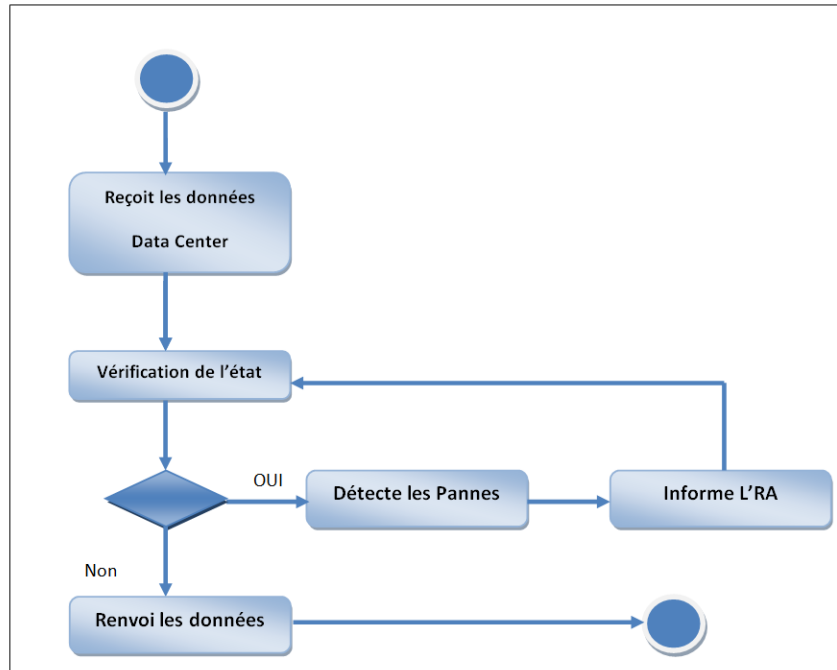 Reçoit les données
Data Center
Vérification de l'état
OUI
Détecte les Pannes
Informe L'RA
Non
Renvoi les données